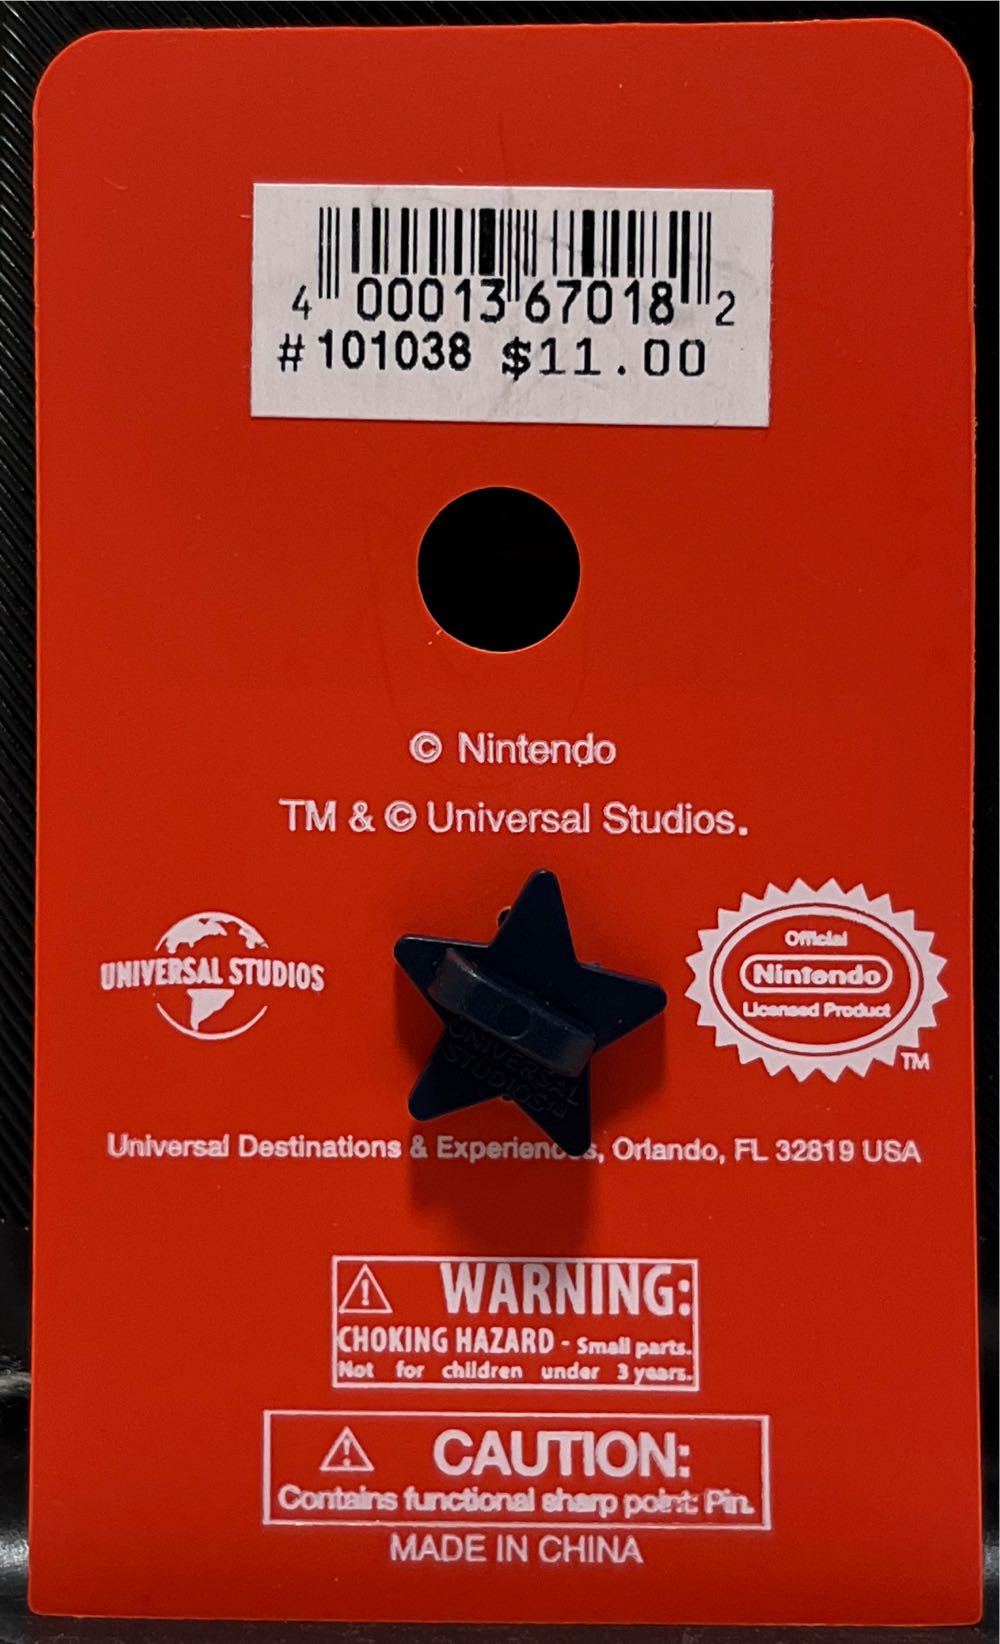 4 000013 67018 2
#101038 $11.00
© Nintendo
TM & © Universal Studios.
UNIVERSAL STUDIOS
Official
Nintendo
Licensed Product
TM
UNIVERSAL
STUDIOS
Universal Destinations & Experiences, Orlando, FL 32819 USA
⚠ WARNING:
CHOKING HAZARD - Small parts.
Not for children under 3 years.
⚠ CAUTION:
Contains functional sharp point: Pin.
MADE IN CHINA